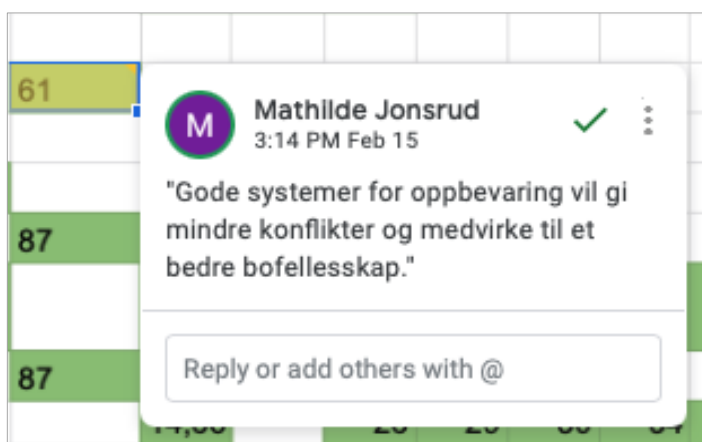 61
Mathilde Jonsrud
3:14 PM Feb 15
"Gode systemer for oppbevaring vil gi
mindre konflikter og medvirke til et
bedre bofellesskap."
87
Reply or add others with @
87